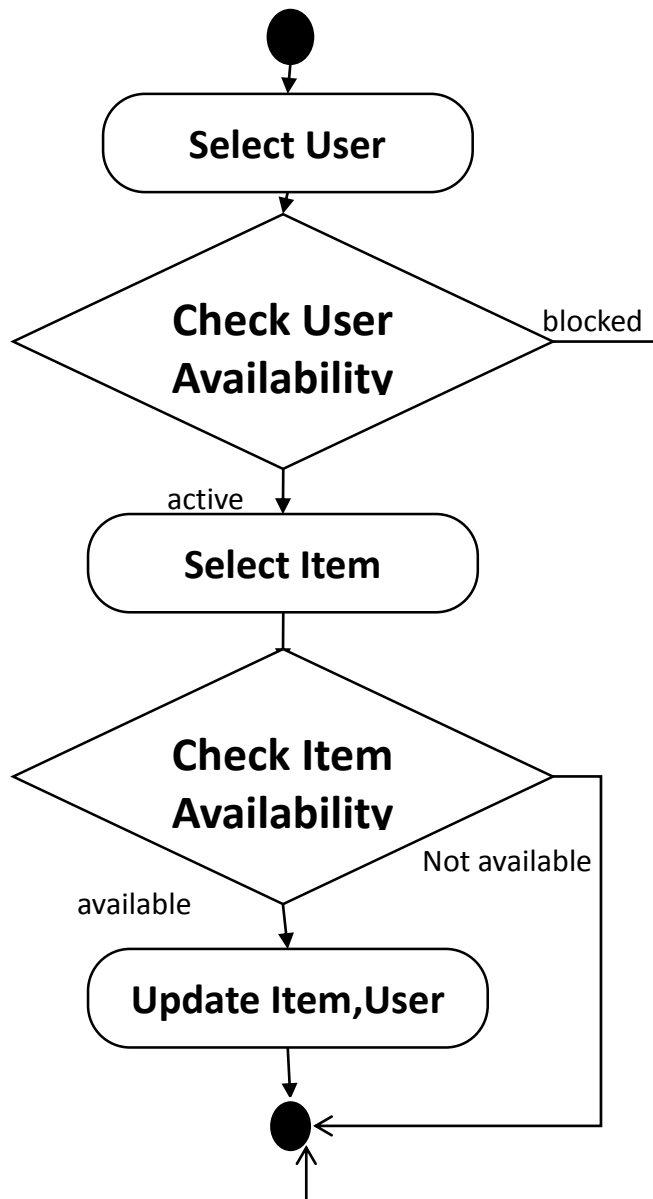 Select User
Check User
Availability
blocked
active
Select Item
Check Item
Availability
Not available
available
Update Item,User